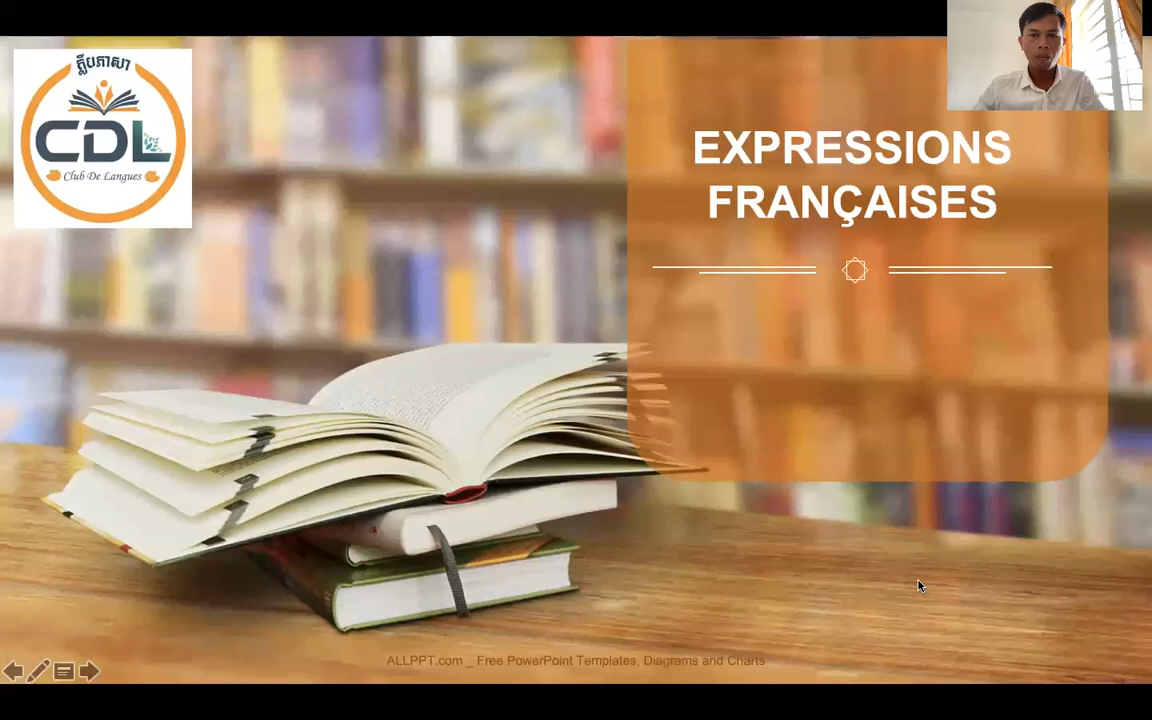 ក្លឹបភាសា
CDL
Club De Langues
EXPRESSIONS
FRANÇAISES
ALLPPT.com _ Free PowerPoint Templates, Diagrams and Charts